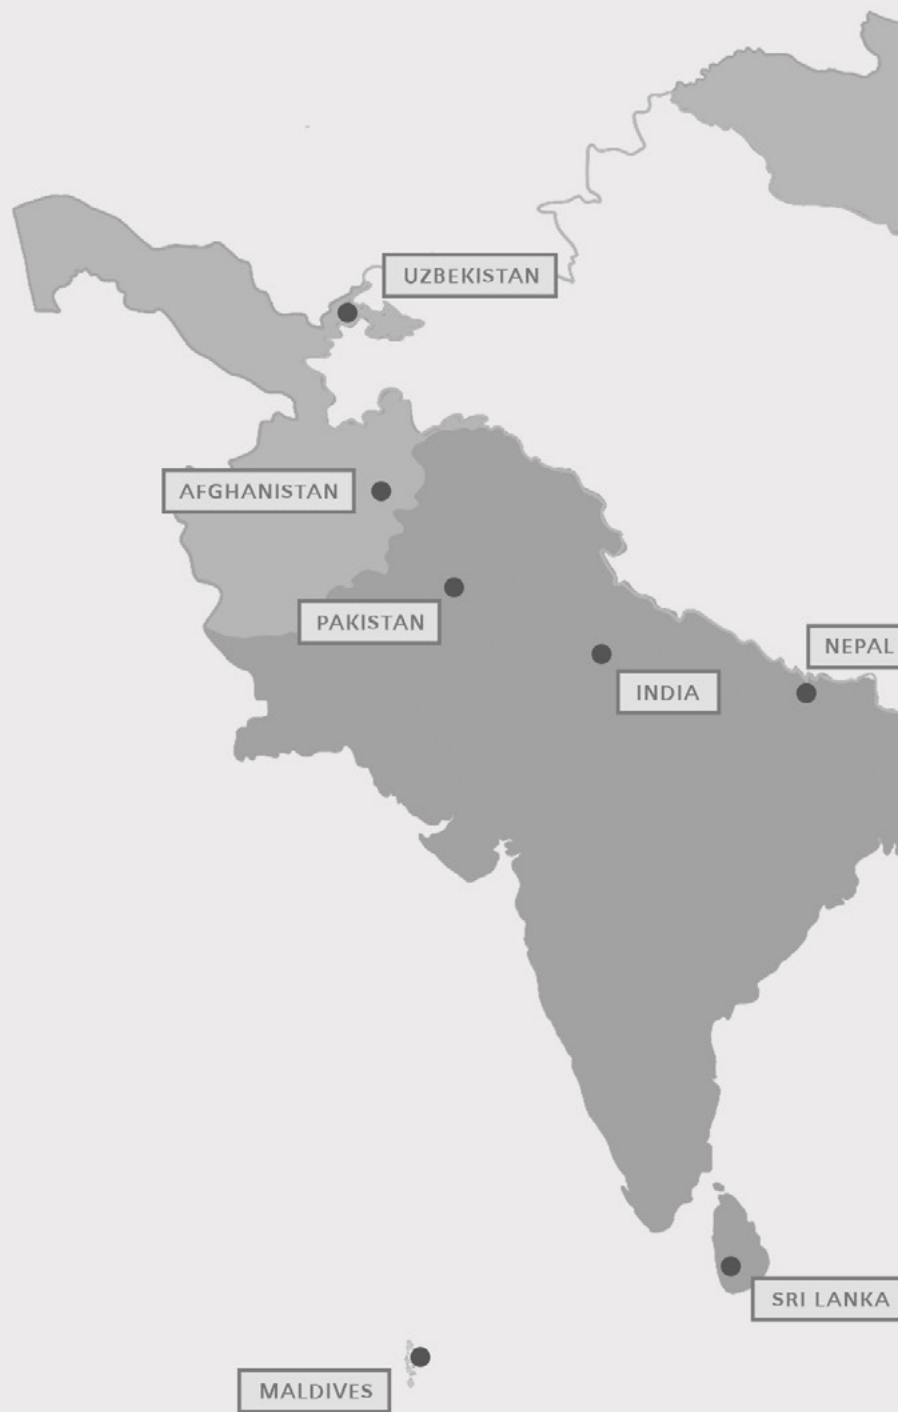 UZBEKISTAN
AFGHANISTAN
PAKISTAN
NEPAL
INDIA
SRI LANKA
MALDIVES